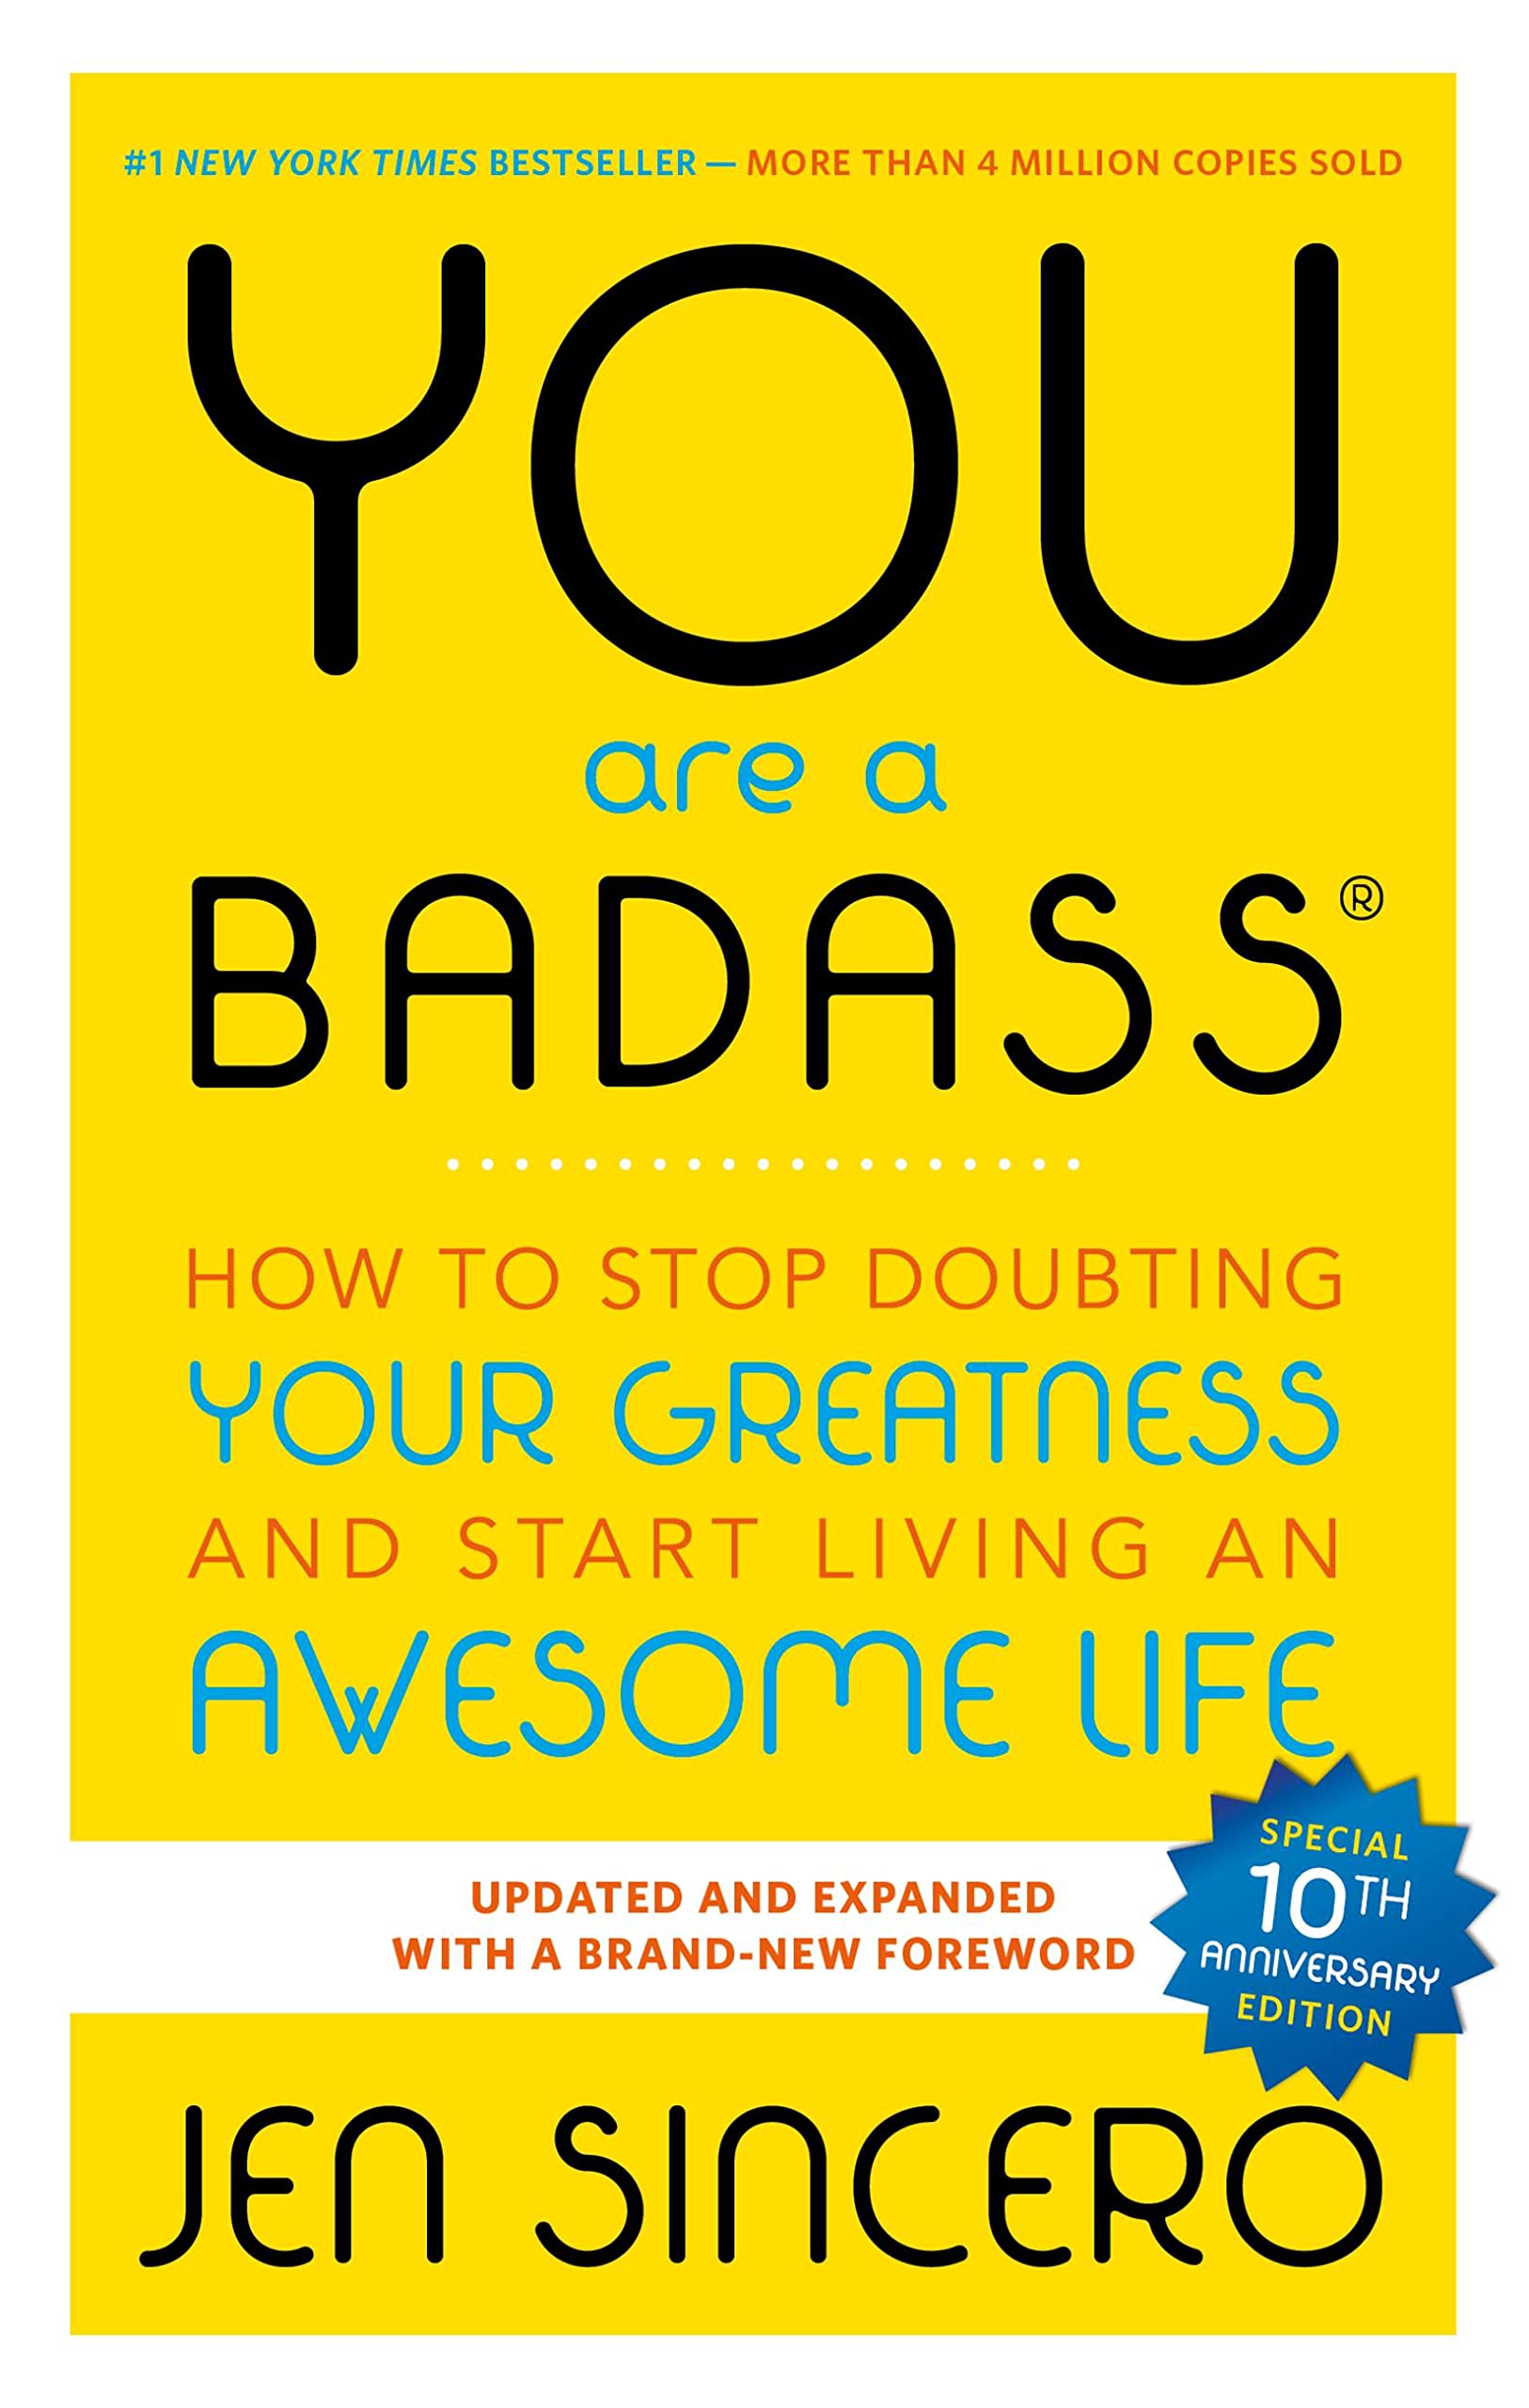 #1 NEW YORK TIMES BESTSELLER — MORE THAN 4 MILLION COPIES SOLD
YOU
are a
BADASS®
HOW TO STOP DOUBTING
YOUR GREATNESS
AND START LIVING AN
AWESOME LIFE
UPDATED AND EXPANDED
WITH A BRAND-NEW FOREWORD
SPECIAL
10TH
ANNIVERSARY
EDITION
JEN SINCERO